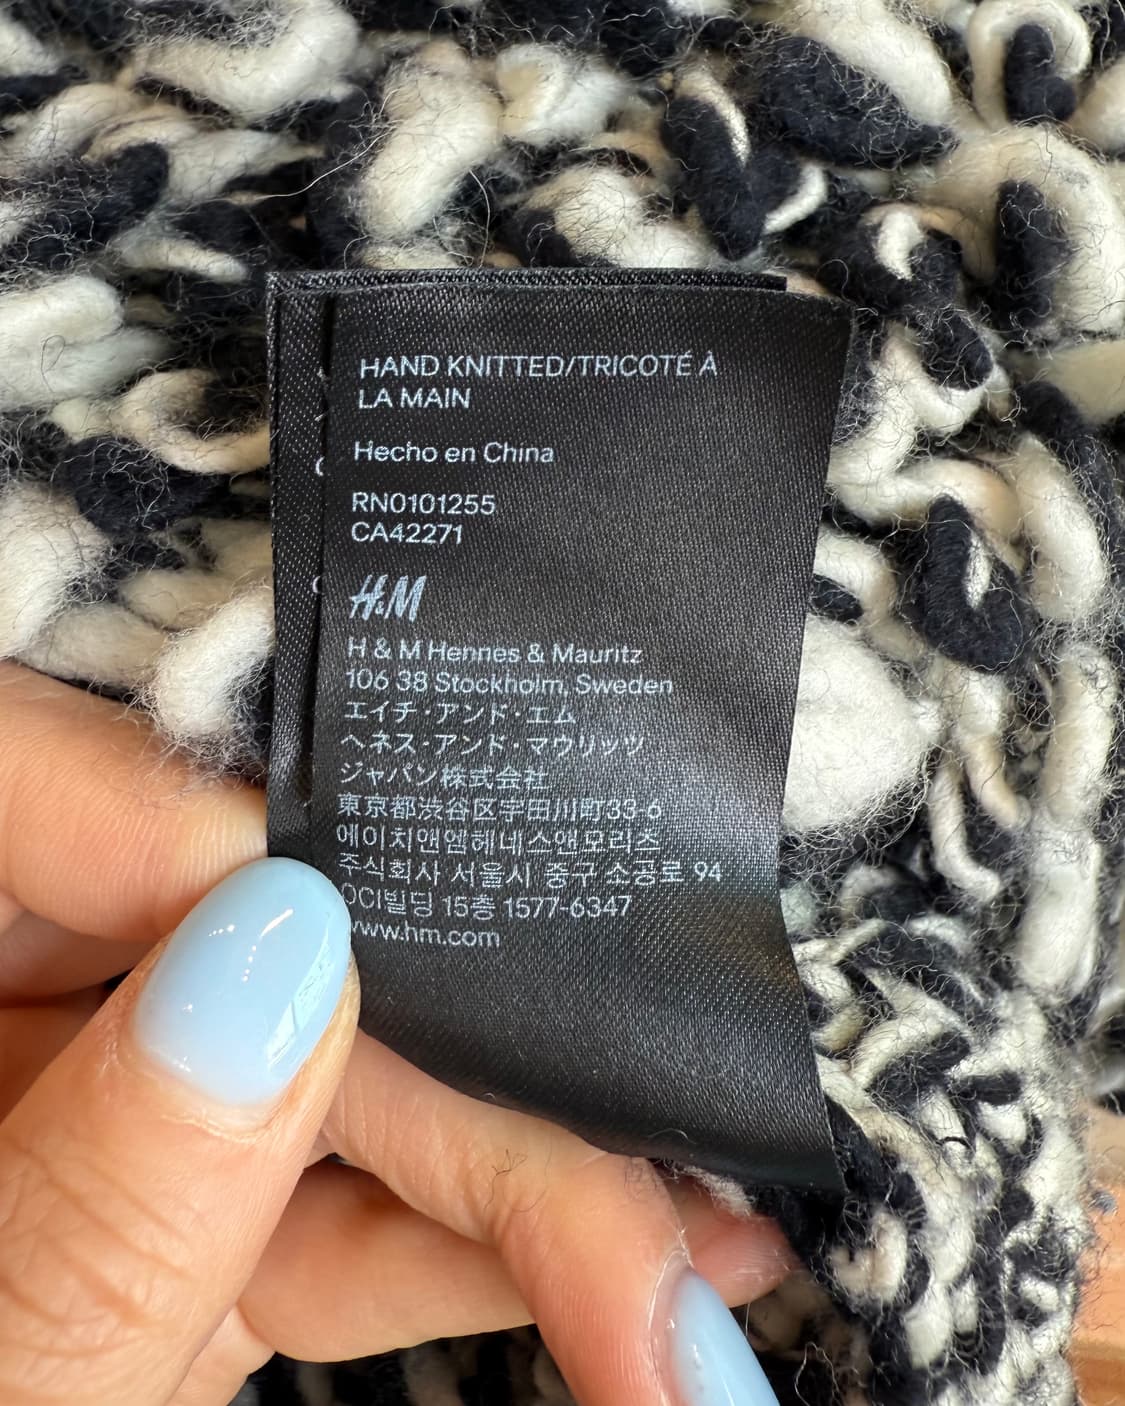 HAND KNITTED/TRICOTÉ À
LA MAIN
Hecho en China
RN0101255
CA42271
H&M
H & M Hennes & Mauritz
106 38 Stockholm, Sweden
エイチ・アンド・エム
ヘネス・アンド・マウリッツ
ジャパン株式会社
東京都渋谷区宇田川町33-6
에이치앤엠헤네스앤모리츠
주식회사 서울시 중구 소공로 94
OCI빌딩 15층 1577-6347
www.hm.com